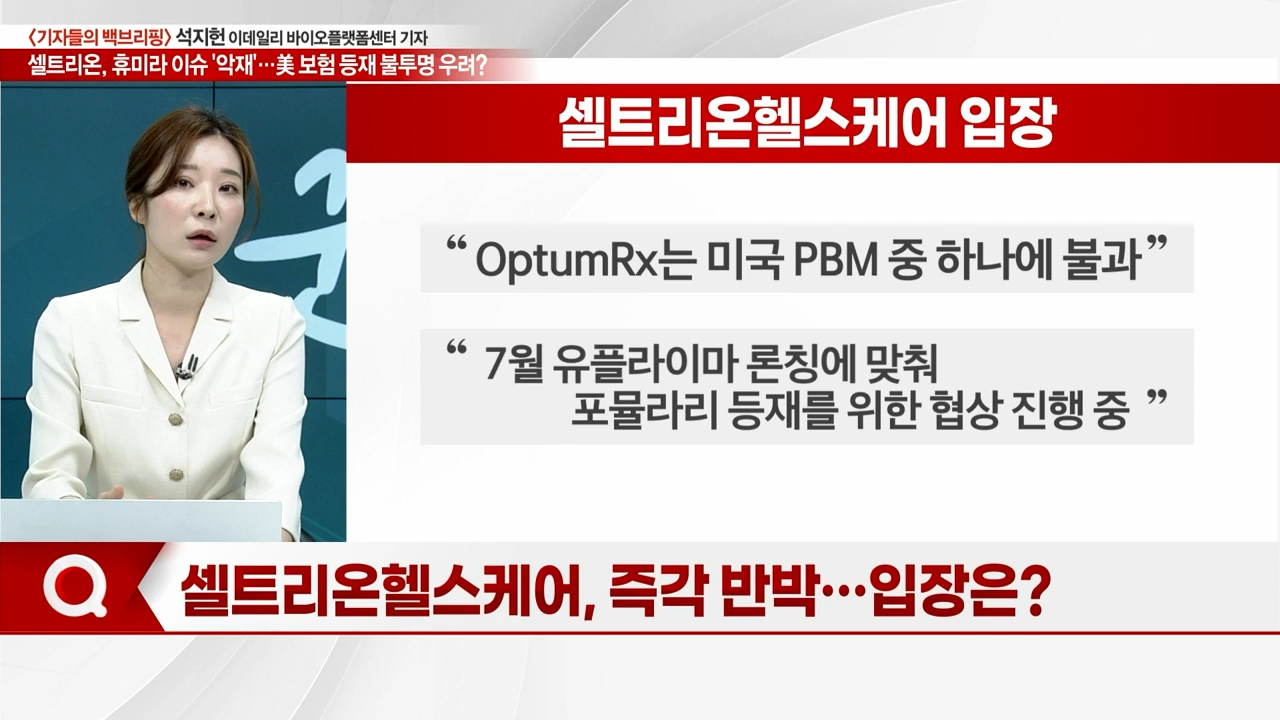 〈기자들의 백브리핑〉 석지헌 이데일리 바이오플랫폼센터 기자
셀트리온, 휴미라 이슈 '악재'…美 보험 등재 불투명 우려?
셀트리온헬스케어 입장
“ OptumRx는 미국 PBM 중 하나에 불과 ”
“ 7월 유플라이마 론칭에 맞춰
포뮬라리 등재를 위한 협상 진행 중 ”
Q 셀트리온헬스케어, 즉각 반박…입장은?